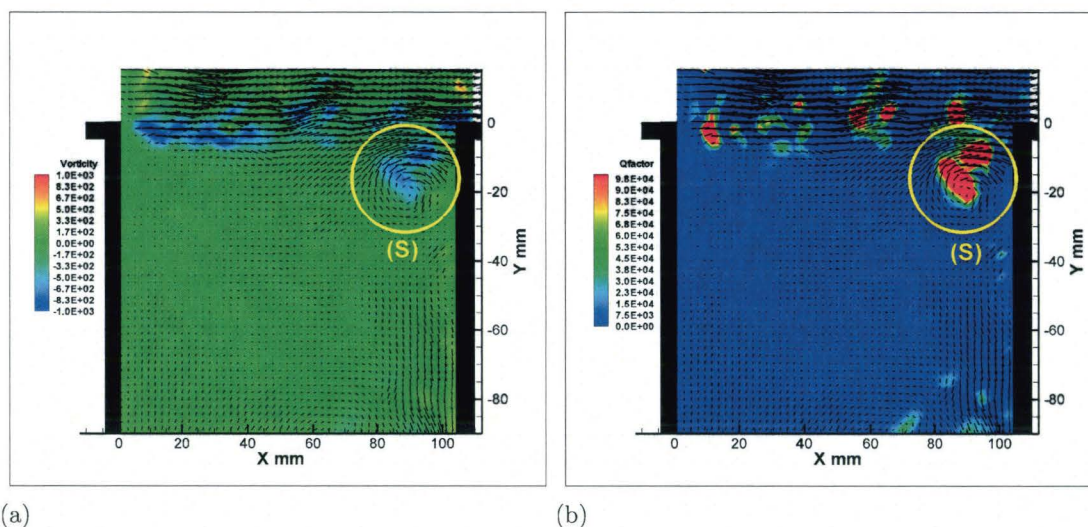 Vorticity
1.0E+03
8.3E+02
6.7E+02
5.0E+02
3.3E+02
1.7E+02
0.0E+00
-1.7E+02
-3.3E+02
-5.0E+02
-6.7E+02
-8.3E+02
-1.0E+03
(S)
0
-20
-40
-60
-80
Y mm
0 20 40 60 80 100
X mm
(a)
Qfactor
9.8E+04
9.0E+04
8.3E+04
7.5E+04
6.8E+04
6.0E+04
5.3E+04
4.5E+04
3.8E+04
3.0E+04
2.3E+04
1.5E+04
7.5E+03
0.0E+00
(S)
0
-20
-40
-60
-80
Y mm
0 20 40 60 80 100
X mm
(b)